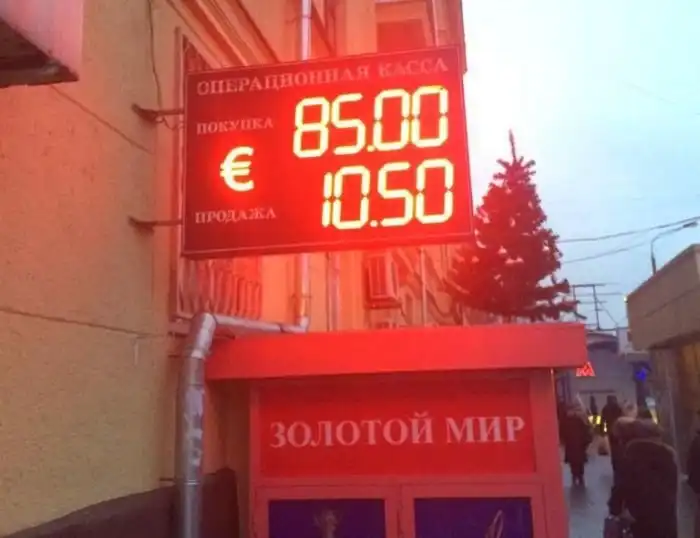 ОПЕРАЦИОННАЯ КАССА
ПОКУПКА
85.00
€
10.50
ПРОДАЖА
ЗОЛОТОЙ МИР
М